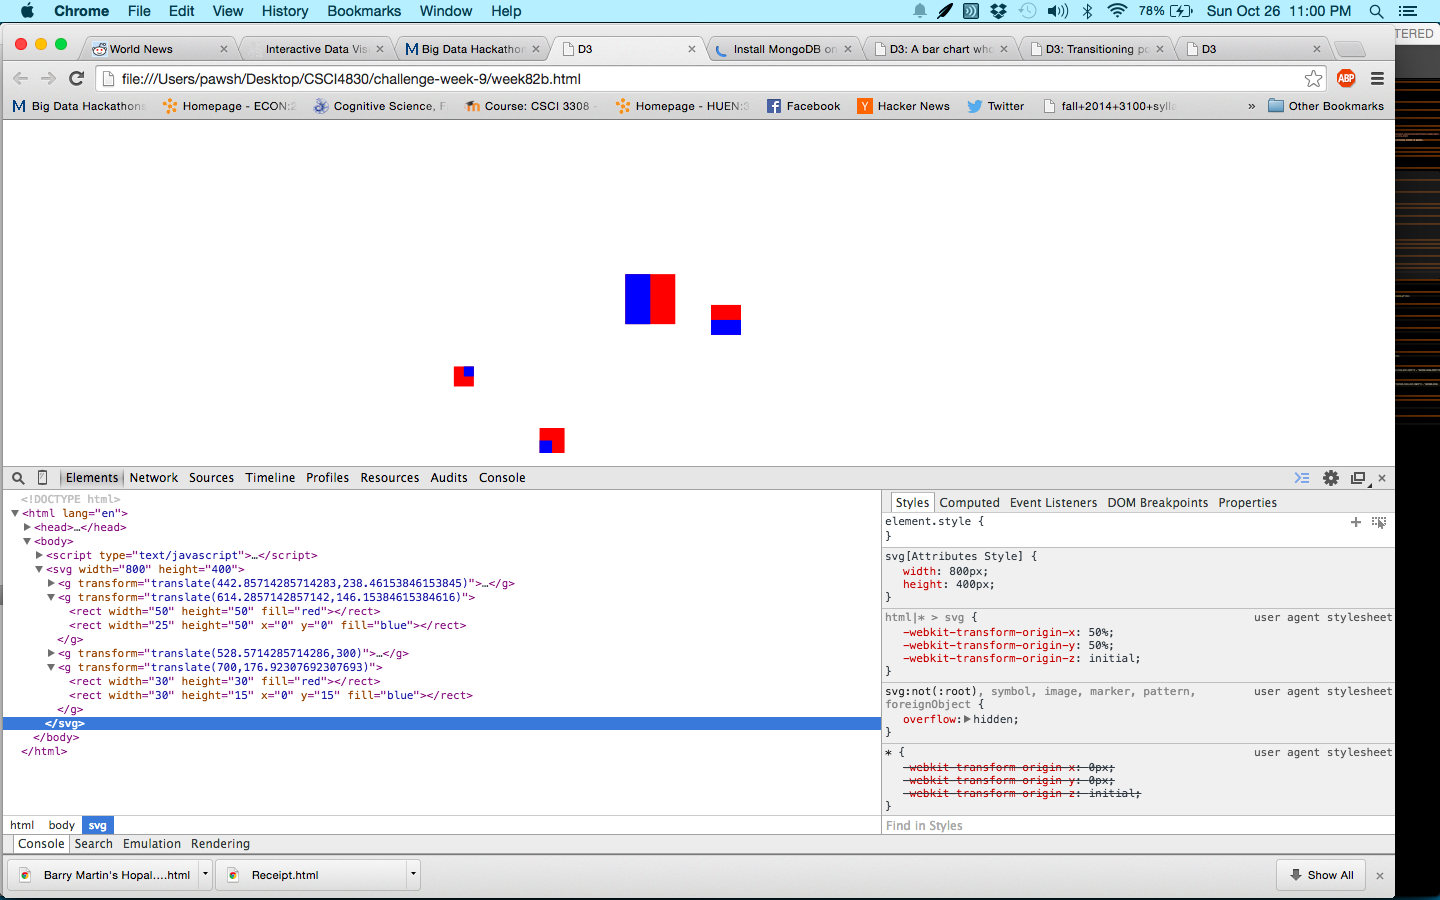 Chrome File Edit View History Bookmarks Window Help 78% Sun Oct 26 11:00 PM
TERED
World News Interactive Data Vis Big Data Hackathon D3 Install MongoDB on D3: A bar chart who D3: Transitioning po D3
file:///Users/pawsh/Desktop/CSCI4830/challenge-week-9/week82b.html ABP
Big Data Hackathons Homepage - ECON:2 Cognitive Science, F Course: CSCI 3308 - Homepage - HUEN:3 Facebook Hacker News Twitter fall+2014+3100+sylla » Other Bookmarks
Elements Network Sources Timeline Profiles Resources Audits Console
<!DOCTYPE html>
<html lang="en">
<head>…</head>
<body>
<script type="text/javascript">…</script>
<svg width="800" height="400">
<g transform="translate(442.85714285714283,238.46153846153845)">…</g>
<g transform="translate(614.2857142857142,146.15384615384616)">
<rect width="50" height="50" fill="red"></rect>
<rect width="25" height="50" x="0" y="0" fill="blue"></rect>
</g>
<g transform="translate(528.5714285714286,300)">…</g>
<g transform="translate(700,176.92307692307693)">
<rect width="30" height="30" fill="red"></rect>
<rect width="30" height="15" x="0" y="15" fill="blue"></rect>
</g>
</svg>
</body>
</html>
html body svg
Styles Computed Event Listeners DOM Breakpoints Properties
element.style {
}
svg[Attributes Style] {
width: 800px;
height: 400px;
}
html|* > svg { user agent stylesheet
-webkit-transform-origin-x: 50%;
-webkit-transform-origin-y: 50%;
-webkit-transform-origin-z: initial;
}
svg:not(:root), symbol, image, marker, pattern, user agent stylesheet
foreignObject {
overflow: hidden;
}
* { user agent stylesheet
-webkit-transform-origin-x: 0px;
-webkit-transform-origin-y: 0px;
-webkit-transform-origin-z: initial;
}
Find in Styles
Console Search Emulation Rendering
Barry Martin's Hopal....html Receipt.html Show All